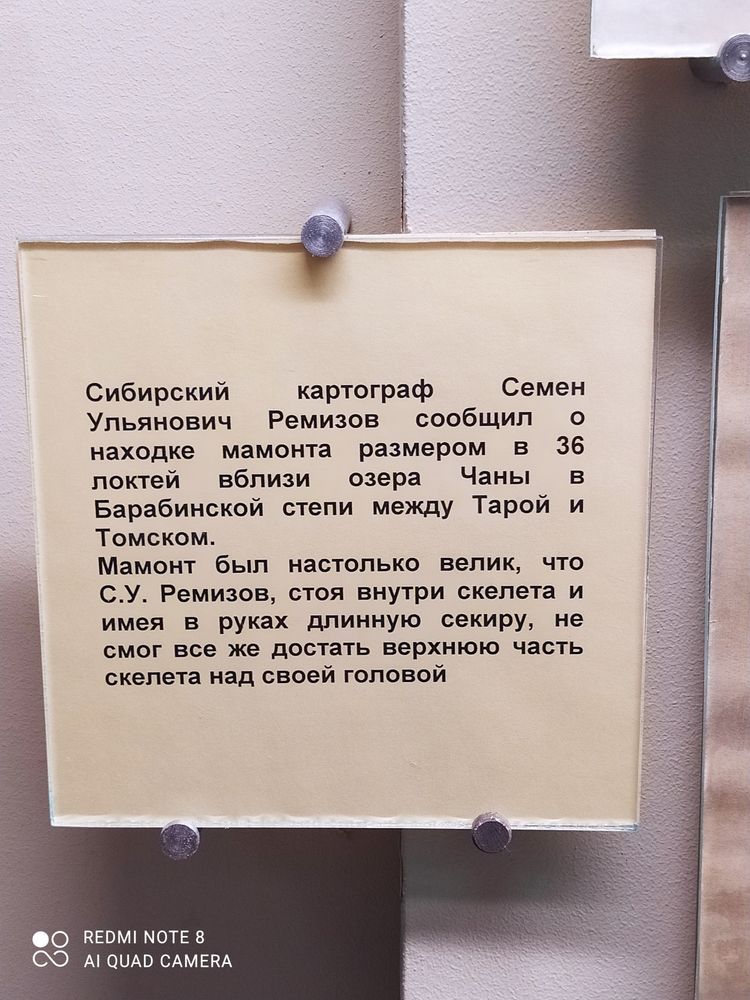 Сибирский картограф Семен
Ульянович Ремизов сообщил о
находке мамонта размером в 36
локтей вблизи озера Чаны в
Барабинской степи между Тарой и
Томском.
Мамонт был настолько велик, что
С.У. Ремизов, стоя внутри скелета и
имея в руках длинную секиру, не
смог все же достать верхнюю часть
скелета над своей головой
REDMI NOTE 8
AI QUAD CAMERA